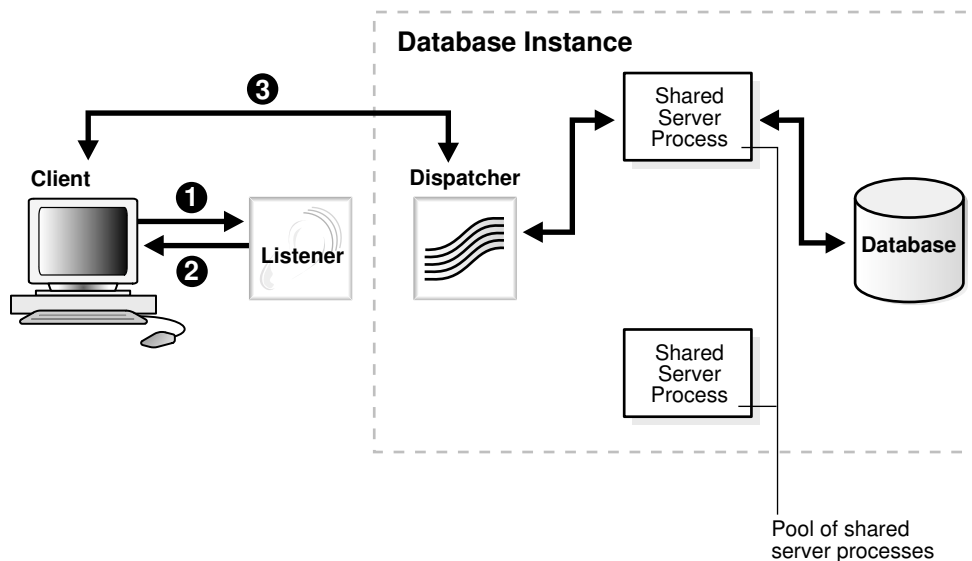 Database Instance
3
Shared
Server
Process
Client
Dispatcher
1
Listener
2
Database
Shared
Server
Process
Pool of shared
server processes